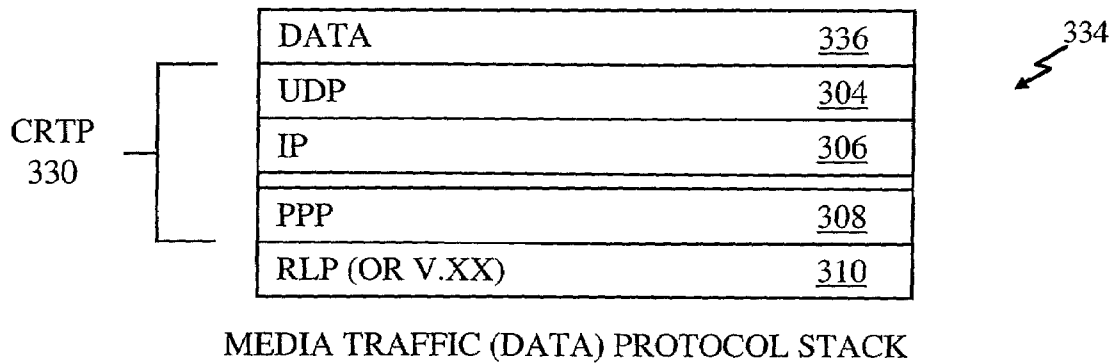 DATA 336
334
UDP 304
CRTP
330
IP 306
PPP 308
RLP (OR V.XX) 310
MEDIA TRAFFIC (DATA) PROTOCOL STACK